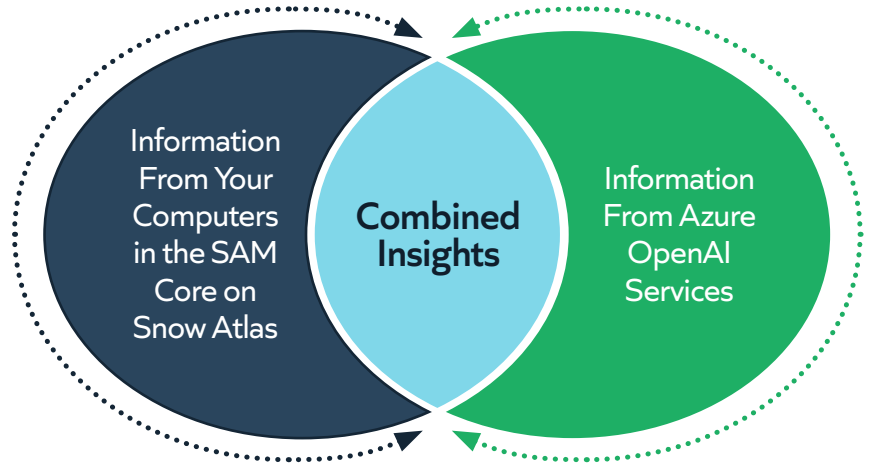 Information
From Your
Computers
in the SAM
Core on
Snow Atlas
Combined
Insights
Information
From Azure
OpenAI
Services